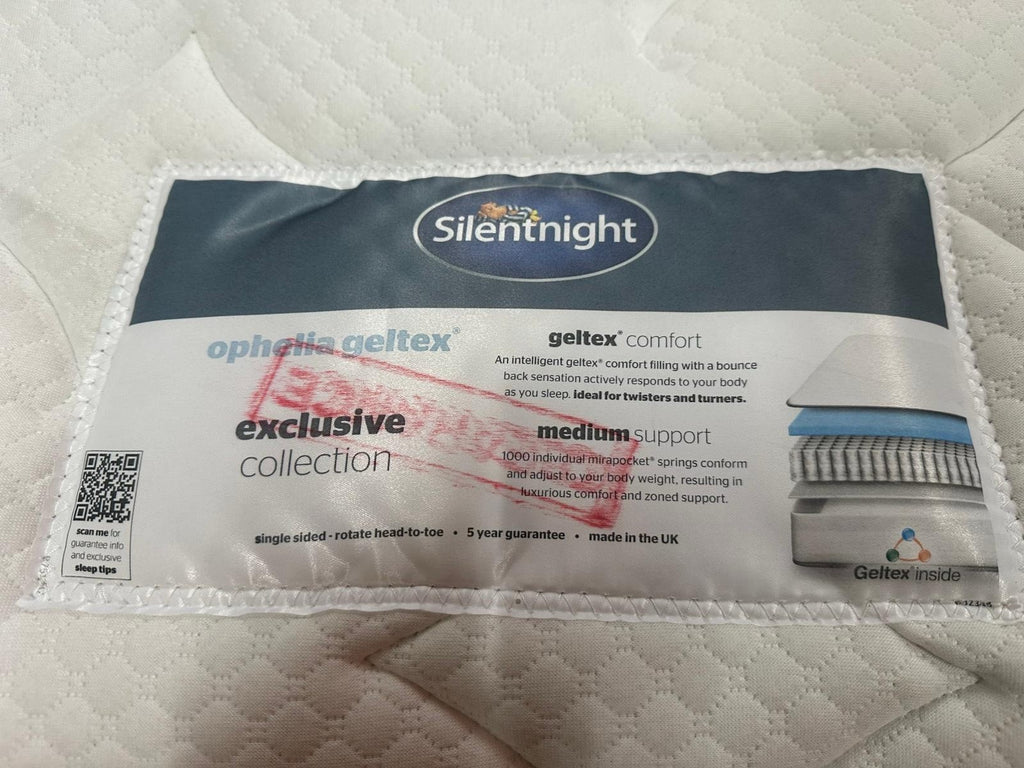 Silentnight
ophelia geltex®
exclusive
collection
geltex® comfort
An intelligent geltex® comfort filling with a bounce
back sensation actively responds to your body
as you sleep. ideal for twisters and turners.
medium support
1000 individual mirapocket® springs conform
and adjust to your body weight, resulting in
luxurious comfort and zoned support.
scan me for
guarantee info
and exclusive
sleep tips
single sided - rotate head-to-toe • 5 year guarantee • made in the UK
Geltex® inside